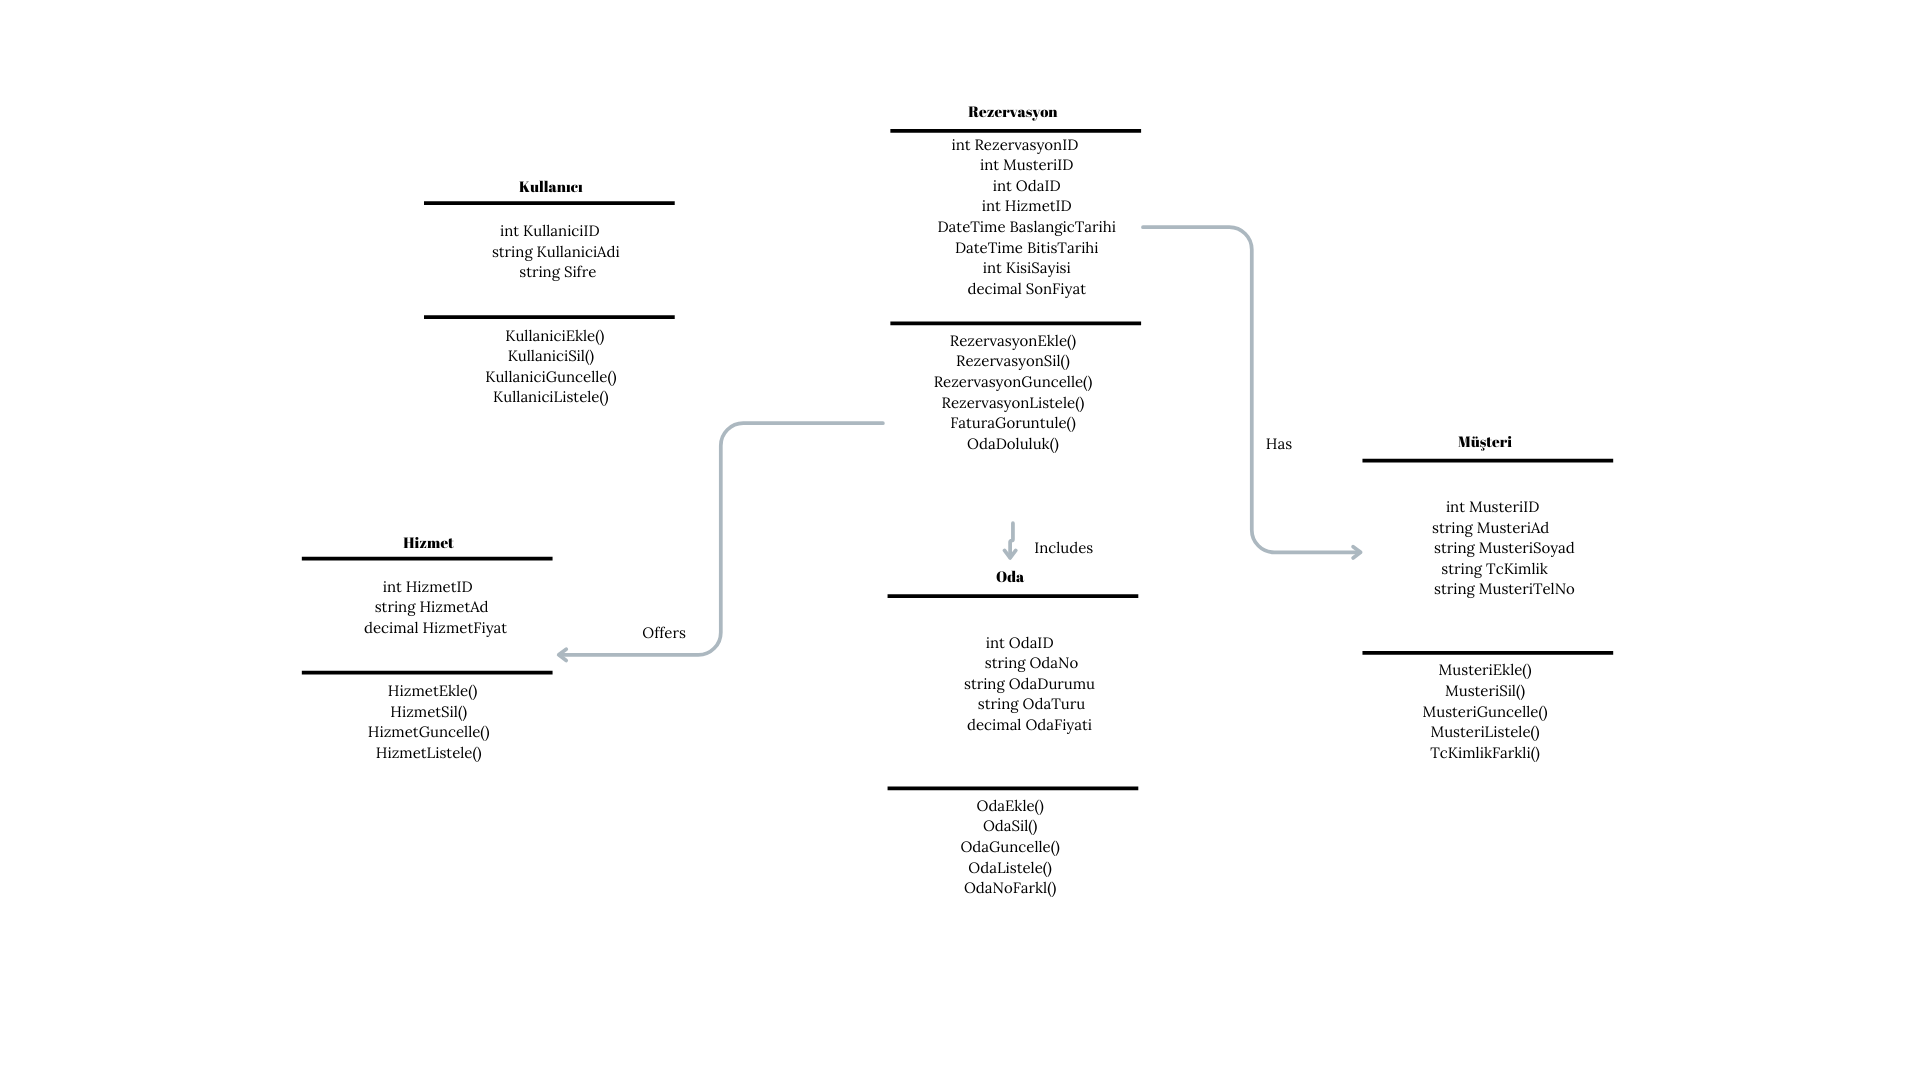 Rezervasyon
int RezervasyonID
int MusteriID
int OdaID
int HizmetID
DateTime BaslangicTarihi
DateTime BitisTarihi
int KisiSayisi
decimal SonFiyat
RezervasyonEkle()
RezervasyonSil()
RezervasyonGuncelle()
RezervasyonListele()
FaturaGoruntule()
OdaDoluluk()
Kullanıcı
int KullaniciID
string KullaniciAdi
string Sifre
KullaniciEkle()
KullaniciSil()
KullaniciGuncelle()
KullaniciListele()
Has
Müşteri
int MusteriID
string MusteriAd
string MusteriSoyad
string TcKimlik
string MusteriTelNo
MusteriEkle()
MusteriSil()
MusteriGuncelle()
MusteriListele()
TcKimlikFarkli()
Hizmet
int HizmetID
string HizmetAd
decimal HizmetFiyat
HizmetEkle()
HizmetSil()
HizmetGuncelle()
HizmetListele()
Offers
Includes
Oda
int OdaID
string OdaNo
string OdaDurumu
string OdaTuru
decimal OdaFiyati
OdaEkle()
OdaSil()
OdaGuncelle()
OdaListele()
OdaNoFarkl()